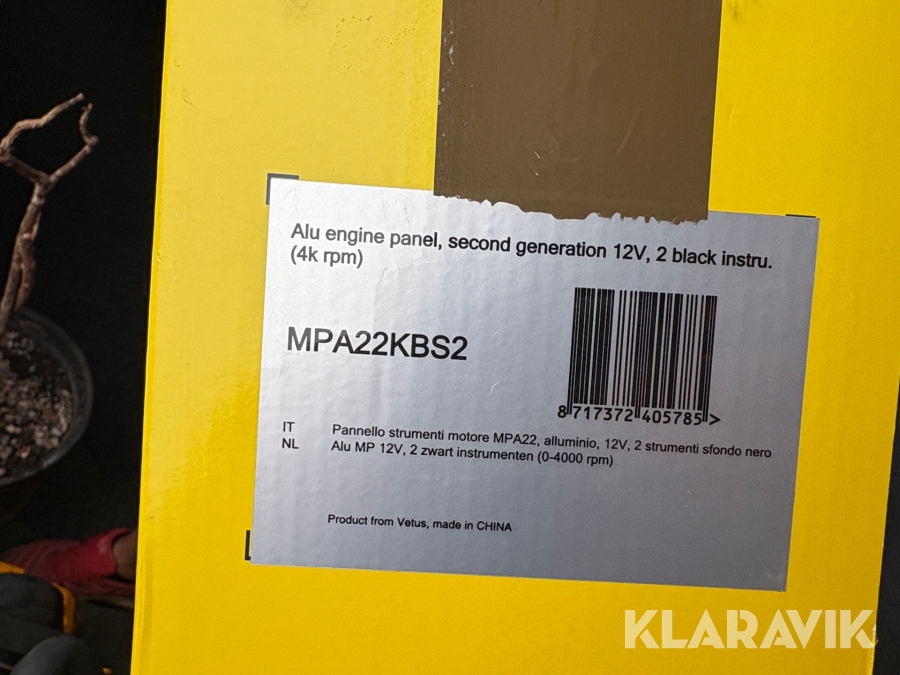 Alu engine panel, second generation 12V, 2 black instru.
(4k rpm)
MPA22KBS2
8 717372 405785 >
IT Pannello strumenti motore MPA22, alluminio, 12V, 2 strumenti sfondo nero
NL Alu MP 12V, 2 zwart instrumenten (0-4000 rpm)
Product from Vetus, made in CHINA
KLARAVIK